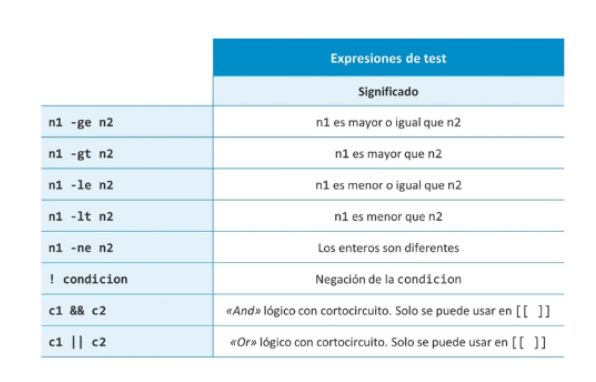 Expresiones de test
Significado
n1 -ge n2 n1 es mayor o igual que n2
n1 -gt n2 n1 es mayor que n2
n1 -le n2 n1 es menor o igual que n2
n1 -lt n2 n1 es menor que n2
n1 -ne n2 Los enteros son diferentes
! condicion Negación de la condicion
c1 && c2 «And» lógico con cortocircuito. Solo se puede usar en [[ ]]
c1 || c2 «Or» lógico con cortocircuito. Solo se puede usar en [[ ]]